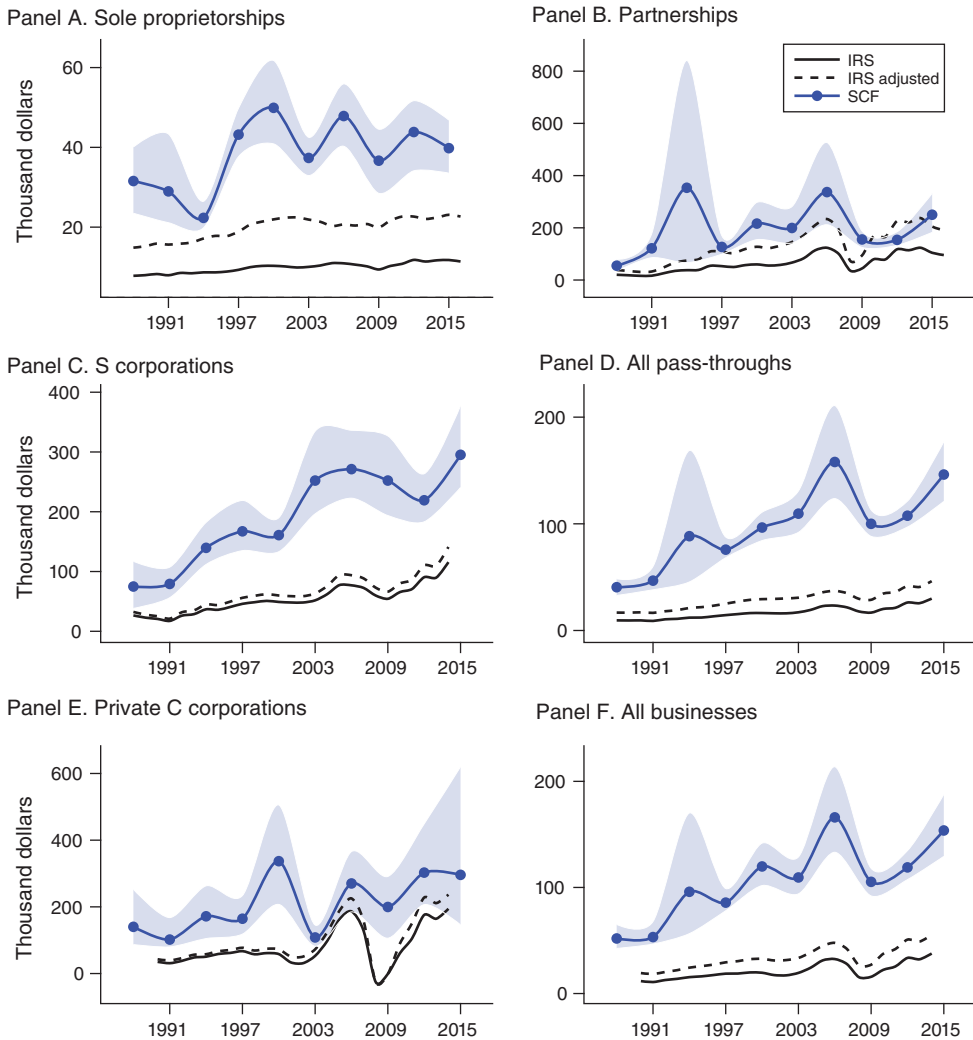 Panel A. Sole proprietorships
Thousand dollars
60
40
20
1991 1997 2003 2009 2015
Panel B. Partnerships
800
600
400
200
0
IRS
IRS adjusted
SCF
1991 1997 2003 2009 2015
Panel C. S corporations
Thousand dollars
400
300
200
100
0
1991 1997 2003 2009 2015
Panel D. All pass-throughs
200
100
0
1991 1997 2003 2009 2015
Panel E. Private C corporations
Thousand dollars
600
400
200
0
1991 1997 2003 2009 2015
Panel F. All businesses
200
100
0
1991 1997 2003 2009 2015